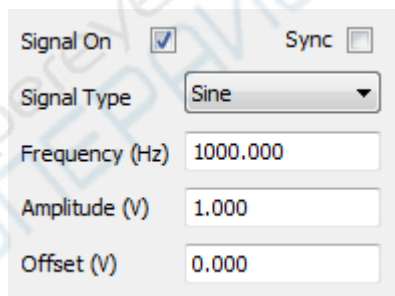 Signal On Sync
Signal Type Sine
Frequency (Hz) 1000.000
Amplitude (V) 1.000
Offset (V) 0.000